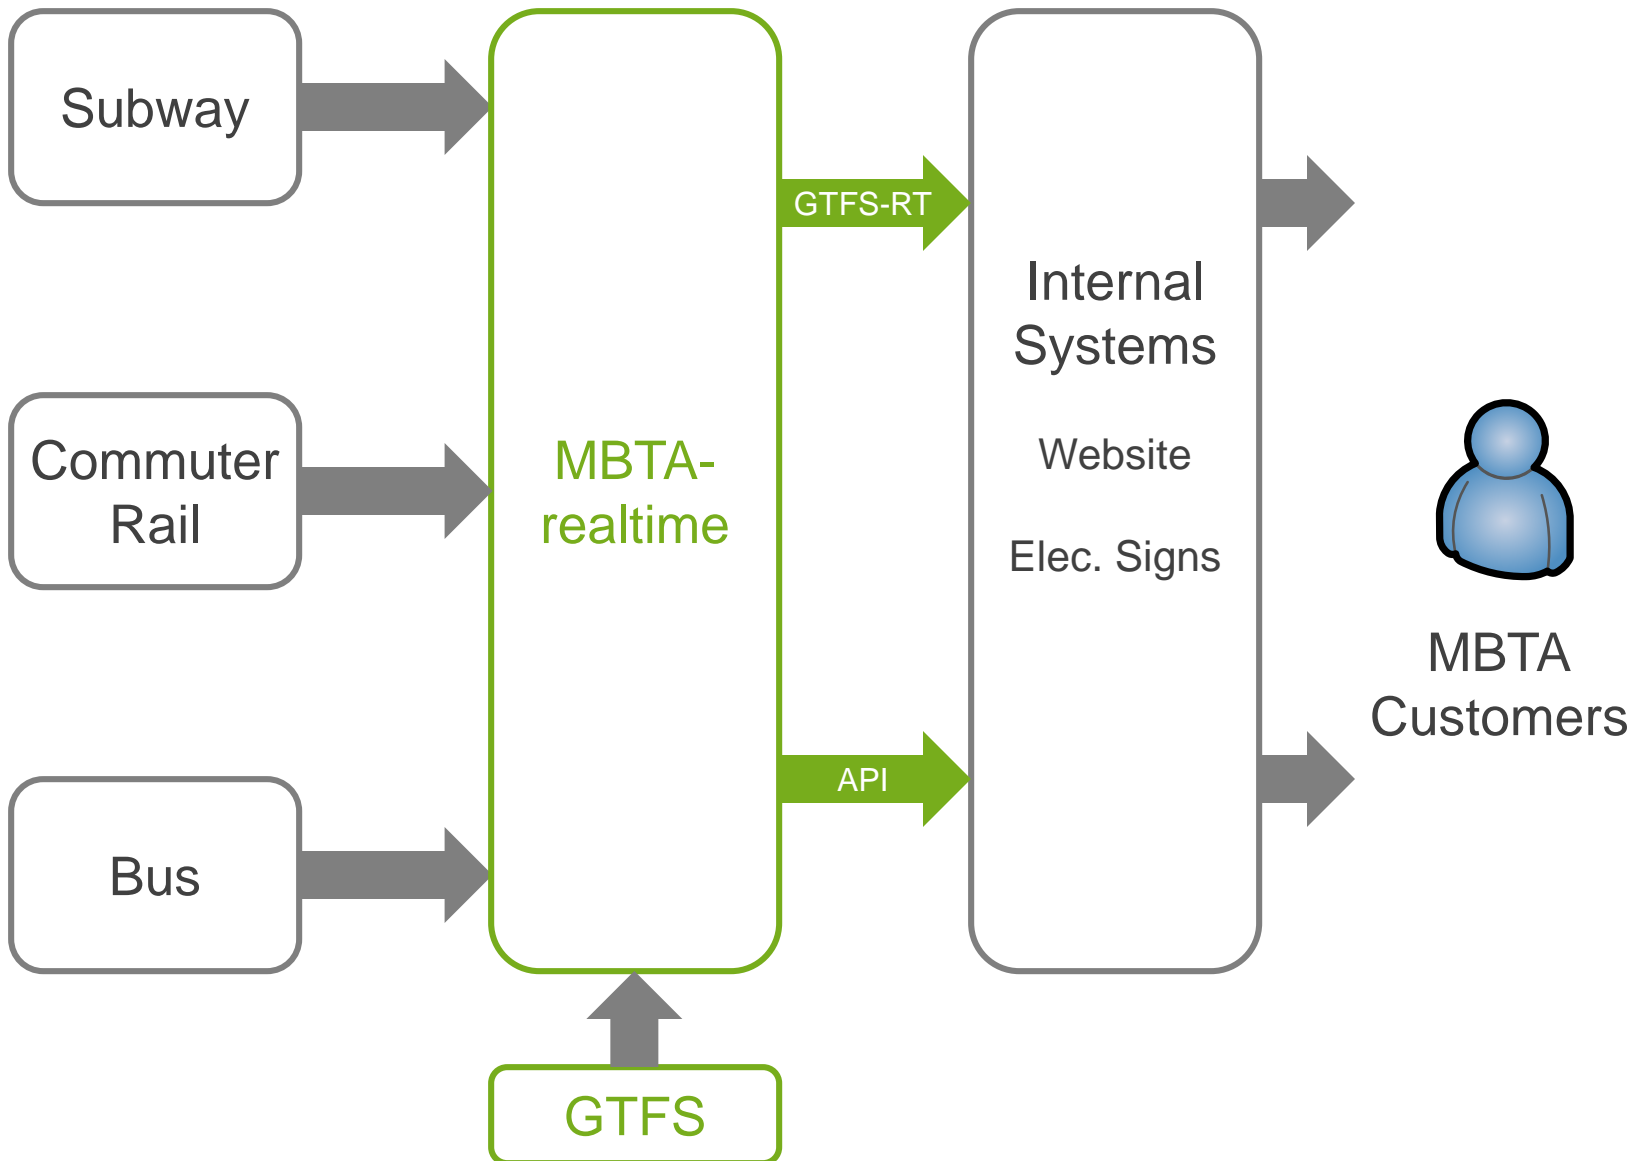 Subway
Commuter
Rail
Bus
MBTA-
realtime
GTFS
GTFS-RT
API
Internal
Systems
Website
Elec. Signs
MBTA
Customers